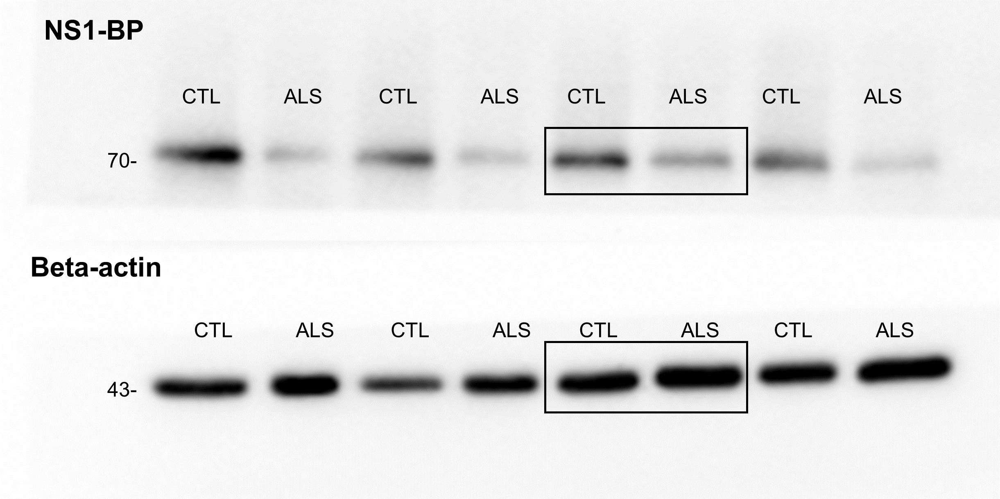 NS1-BP
CTL ALS CTL ALS CTL ALS CTL ALS
70-
Beta-actin
CTL ALS CTL ALS CTL ALS CTL ALS
43-